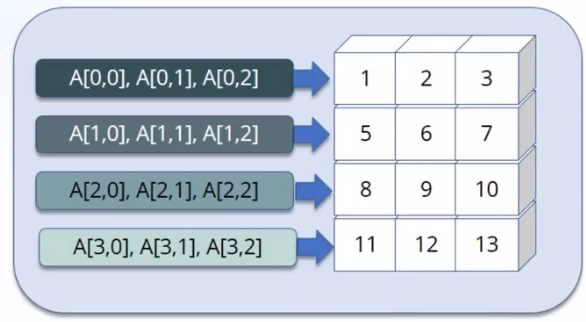 A[0,0], A[0,1], A[0,2] 1 2 3
A[1,0], A[1,1], A[1,2] 5 6 7
A[2,0], A[2,1], A[2,2] 8 9 10
A[3,0], A[3,1], A[3,2] 11 12 13